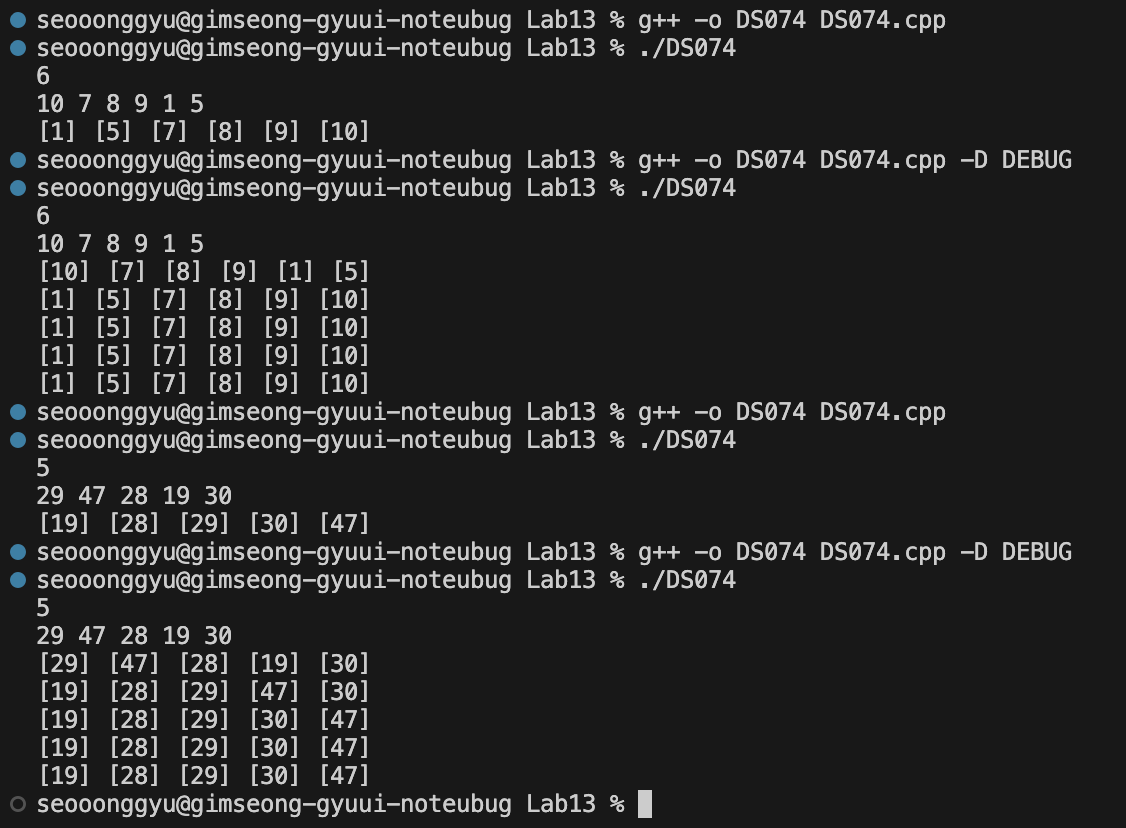 seooonggyu@gimseong-gyuui-noteubug Lab13 % g++ -o DS074 DS074.cpp
seooonggyu@gimseong-gyuui-noteubug Lab13 % ./DS074
6
10 7 8 9 1 5
[1] [5] [7] [8] [9] [10]
seooonggyu@gimseong-gyuui-noteubug Lab13 % g++ -o DS074 DS074.cpp -D DEBUG
seooonggyu@gimseong-gyuui-noteubug Lab13 % ./DS074
6
10 7 8 9 1 5
[10] [7] [8] [9] [1] [5]
[1] [5] [7] [8] [9] [10]
[1] [5] [7] [8] [9] [10]
[1] [5] [7] [8] [9] [10]
[1] [5] [7] [8] [9] [10]
seooonggyu@gimseong-gyuui-noteubug Lab13 % g++ -o DS074 DS074.cpp
seooonggyu@gimseong-gyuui-noteubug Lab13 % ./DS074
5
29 47 28 19 30
[19] [28] [29] [30] [47]
seooonggyu@gimseong-gyuui-noteubug Lab13 % g++ -o DS074 DS074.cpp -D DEBUG
seooonggyu@gimseong-gyuui-noteubug Lab13 % ./DS074
5
29 47 28 19 30
[29] [47] [28] [19] [30]
[19] [28] [29] [47] [30]
[19] [28] [29] [30] [47]
[19] [28] [29] [30] [47]
[19] [28] [29] [30] [47]
seooonggyu@gimseong-gyuui-noteubug Lab13 %